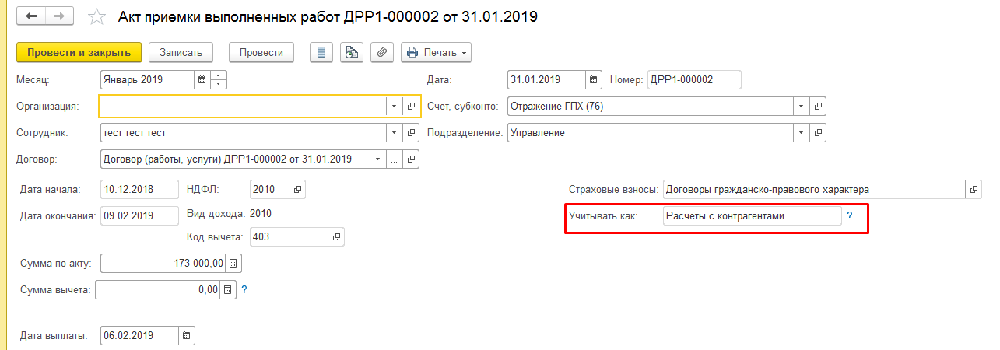 Акт приемки выполненных работ ДРР1-000002 от 31.01.2019
Провести и закрыть Записать Провести Печать
Месяц: Январь 2019 Дата: 31.01.2019 Номер: ДРР1-000002
Организация: Счет, субконто: Отражение ГПХ (76)
Сотрудник: тест тест тест Подразделение: Управление
Договор: Договор (работы, услуги) ДРР1-000002 от 31.01.2019 ...
Дата начала: 10.12.2018 НДФЛ: 2010 Страховые взносы: Договоры гражданско-правового характера
Дата окончания: 09.02.2019 Вид дохода: 2010 Учитывать как: Расчеты с контрагентами ?
Код вычета: 403
Сумма по акту: 173 000,00
Сумма вычета: 0,00 ?
Дата выплаты: 06.02.2019